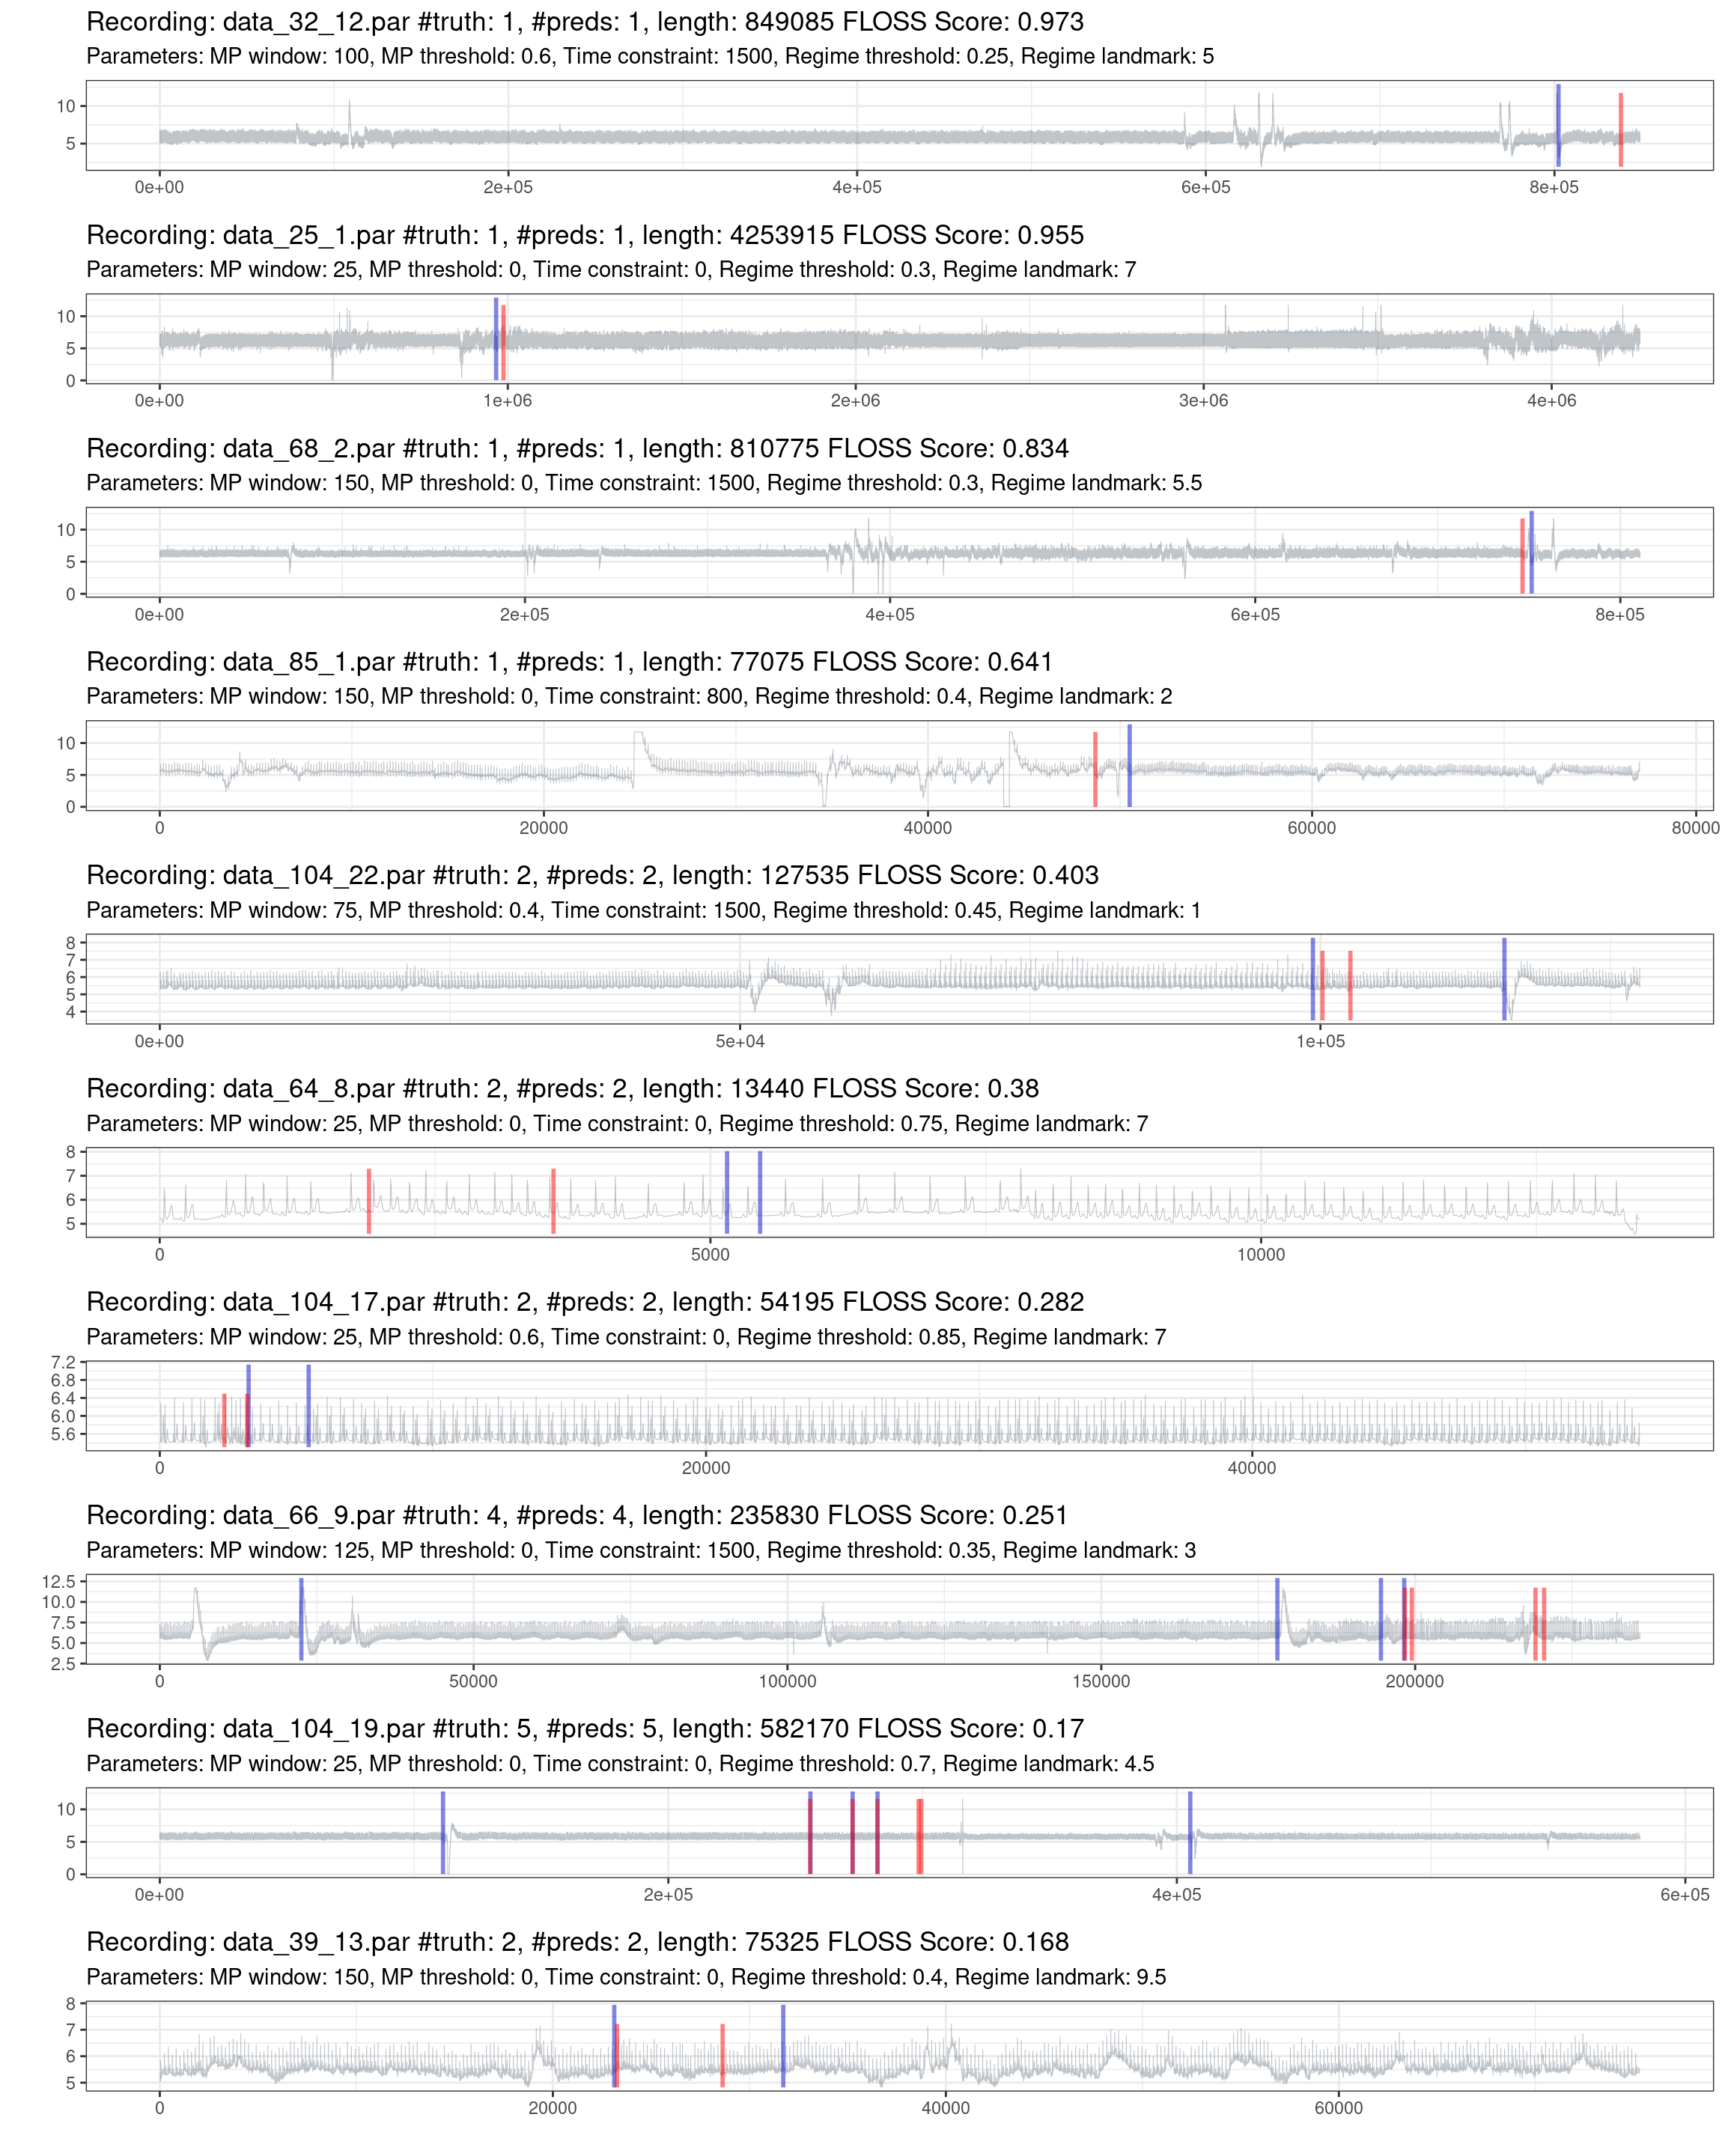 Recording: data_32_12.par #truth: 1, #preds: 1, length: 849085 FLOSS Score: 0.973
Parameters: MP window: 100, MP threshold: 0.6, Time constraint: 1500, Regime threshold: 0.25, Regime landmark: 5
10
5
0e+00 2e+05 4e+05 6e+05 8e+05
Recording: data_25_1.par #truth: 1, #preds: 1, length: 4253915 FLOSS Score: 0.955
Parameters: MP window: 25, MP threshold: 0, Time constraint: 0, Regime threshold: 0.3, Regime landmark: 7
10
5
0
0e+00 1e+06 2e+06 3e+06 4e+06
Recording: data_68_2.par #truth: 1, #preds: 1, length: 810775 FLOSS Score: 0.834
Parameters: MP window: 150, MP threshold: 0, Time constraint: 1500, Regime threshold: 0.3, Regime landmark: 5.5
10
5
0
0e+00 2e+05 4e+05 6e+05 8e+05
Recording: data_85_1.par #truth: 1, #preds: 1, length: 77075 FLOSS Score: 0.641
Parameters: MP window: 150, MP threshold: 0, Time constraint: 800, Regime threshold: 0.4, Regime landmark: 2
10
5
0
0 20000 40000 60000 80000
Recording: data_104_22.par #truth: 2, #preds: 2, length: 127535 FLOSS Score: 0.403
Parameters: MP window: 75, MP threshold: 0.4, Time constraint: 1500, Regime threshold: 0.45, Regime landmark: 1
8
7
6
5
4
0e+00 5e+04 1e+05
Recording: data_64_8.par #truth: 2, #preds: 2, length: 13440 FLOSS Score: 0.38
Parameters: MP window: 25, MP threshold: 0, Time constraint: 0, Regime threshold: 0.75, Regime landmark: 7
8
7
6
5
0 5000 10000
Recording: data_104_17.par #truth: 2, #preds: 2, length: 54195 FLOSS Score: 0.282
Parameters: MP window: 25, MP threshold: 0.6, Time constraint: 0, Regime threshold: 0.85, Regime landmark: 7
7.2
6.8
6.4
6.0
5.6
0 20000 40000
Recording: data_66_9.par #truth: 4, #preds: 4, length: 235830 FLOSS Score: 0.251
Parameters: MP window: 125, MP threshold: 0, Time constraint: 1500, Regime threshold: 0.35, Regime landmark: 3
12.5
10.0
7.5
5.0
2.5
0 50000 100000 150000 200000
Recording: data_104_19.par #truth: 5, #preds: 5, length: 582170 FLOSS Score: 0.17
Parameters: MP window: 25, MP threshold: 0, Time constraint: 0, Regime threshold: 0.7, Regime landmark: 4.5
10
5
0
0e+00 2e+05 4e+05 6e+05
Recording: data_39_13.par #truth: 2, #preds: 2, length: 75325 FLOSS Score: 0.168
Parameters: MP window: 150, MP threshold: 0, Time constraint: 0, Regime threshold: 0.4, Regime landmark: 9.5
8
7
6
5
0 20000 40000 60000